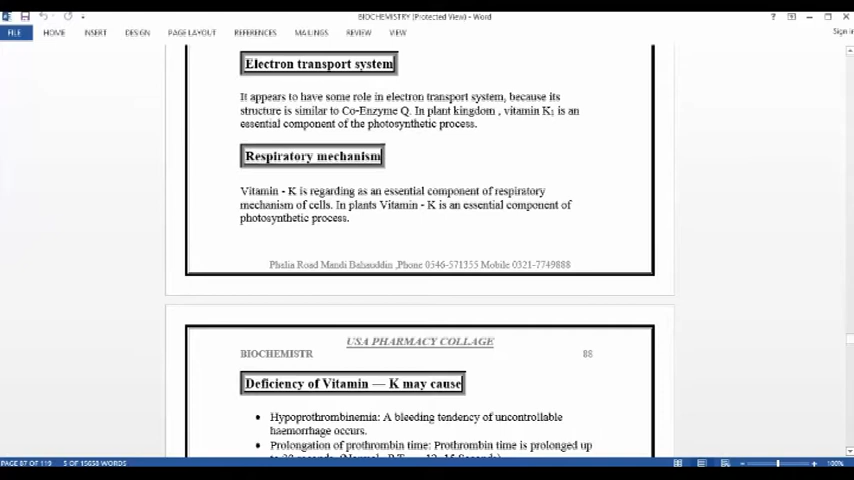 BIOCHEMISTRY (Protected View) - Word
FILE HOME INSERT DESIGN PAGE LAYOUT REFERENCES MAILINGS REVIEW VIEW Sign in
Electron transport system
It appears to have some role in electron transport system, because its
structure is similar to Co-Enzyme Q. In plant kingdom , vitamin K₁ is an
essential component of the photosynthetic process.
Respiratory mechanism
Vitamin - K is regarding as an essential component of respiratory
mechanism of cells. In plants Vitamin - K is an essential component of
photosynthetic process.
Phalia Road Mandi Bahauddin ,Phone 0546-571355 Mobile 0321-7749888
USA PHARMACY COLLAGE
BIOCHEMISTR 88
Deficiency of Vitamin — K may cause
• Hypoprothrombinemia: A bleeding tendency of uncontrollable
haemorrhage occurs.
• Prolongation of prothrombin time: Prothrombin time is prolonged up
PAGE 87 OF 119 5 OF 15658 WORDS 100%